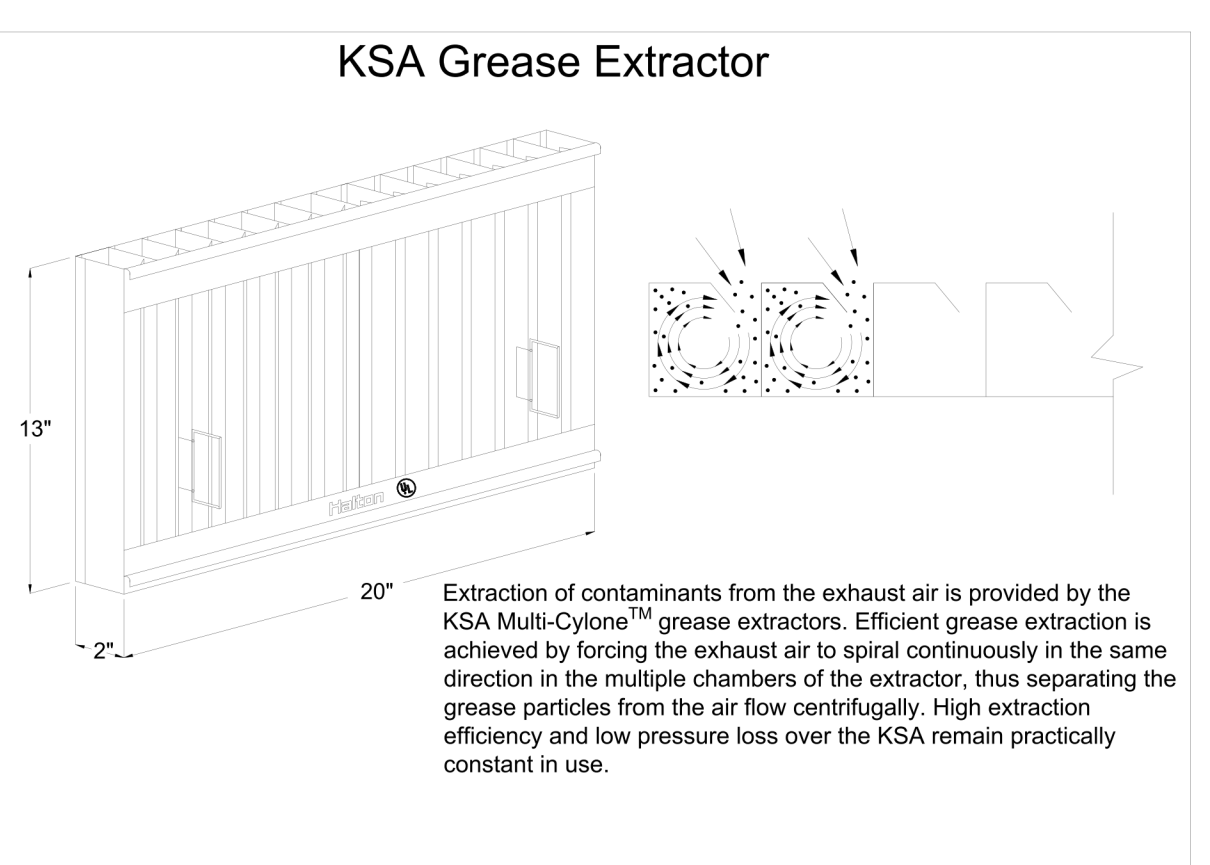 KSA Grease Extractor
13"
Halton
UL
20"
2"
Extraction of contaminants from the exhaust air is provided by the
KSA Multi-Cylone™ grease extractors. Efficient grease extraction is
achieved by forcing the exhaust air to spiral continuously in the same
direction in the multiple chambers of the extractor, thus separating the
grease particles from the air flow centrifugally. High extraction
efficiency and low pressure loss over the KSA remain practically
constant in use.